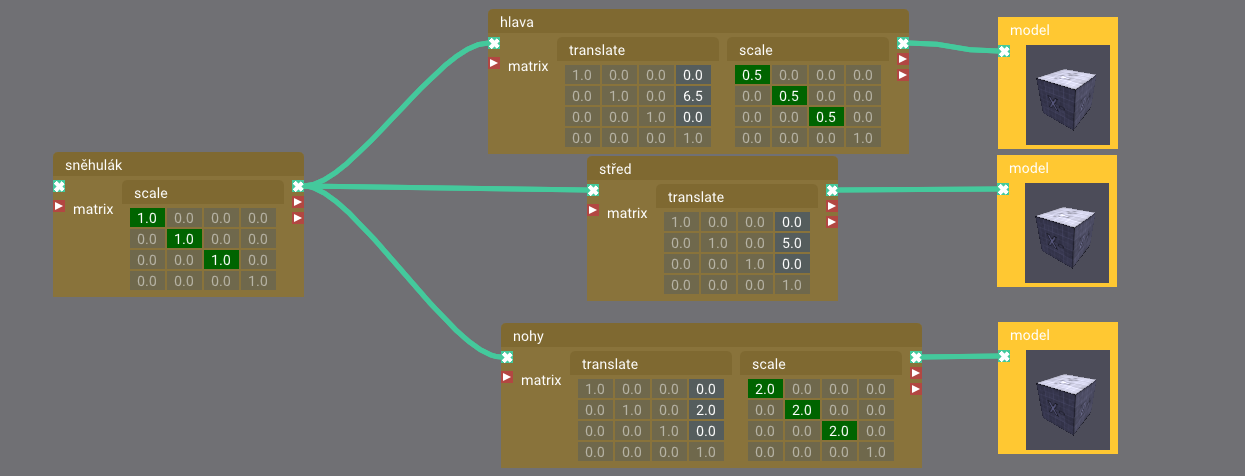 hlava
translate scale
matrix
1.0 0.0 0.0 0.0 0.5 0.0 0.0 0.0
0.0 1.0 0.0 6.5 0.0 0.5 0.0 0.0
0.0 0.0 1.0 0.0 0.0 0.0 0.5 0.0
0.0 0.0 0.0 1.0 0.0 0.0 0.0 1.0
model
sněhulák
scale
matrix
1.0 0.0 0.0 0.0
0.0 1.0 0.0 0.0
0.0 0.0 1.0 0.0
0.0 0.0 0.0 1.0
střed
translate
matrix
1.0 0.0 0.0 0.0
0.0 1.0 0.0 5.0
0.0 0.0 1.0 0.0
0.0 0.0 0.0 1.0
model
nohy
translate scale
matrix
1.0 0.0 0.0 0.0 2.0 0.0 0.0 0.0
0.0 1.0 0.0 2.0 0.0 2.0 0.0 0.0
0.0 0.0 1.0 0.0 0.0 0.0 2.0 0.0
0.0 0.0 0.0 1.0 0.0 0.0 0.0 1.0
model